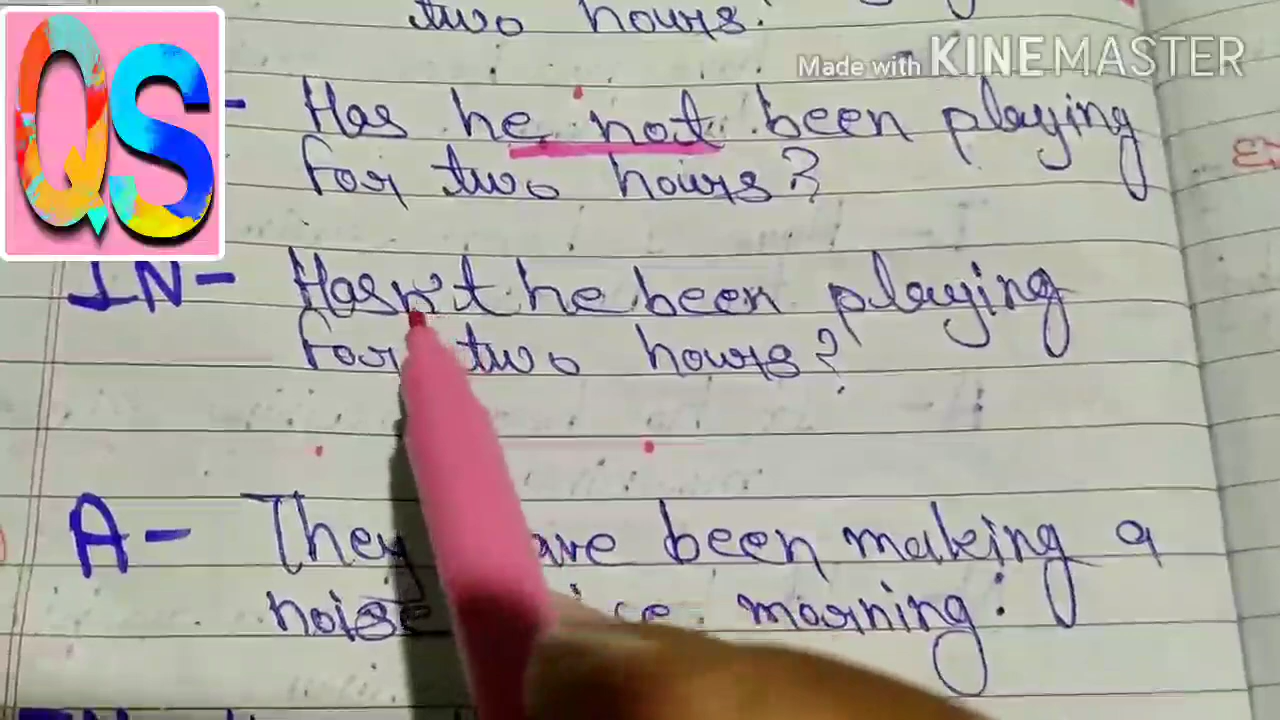 two hours.
Made with KINEMASTER
QS
- Has he not been playing
for two hours?
IN- Hasn't he been playing
for two hours?
A- They been making a
noise morning.